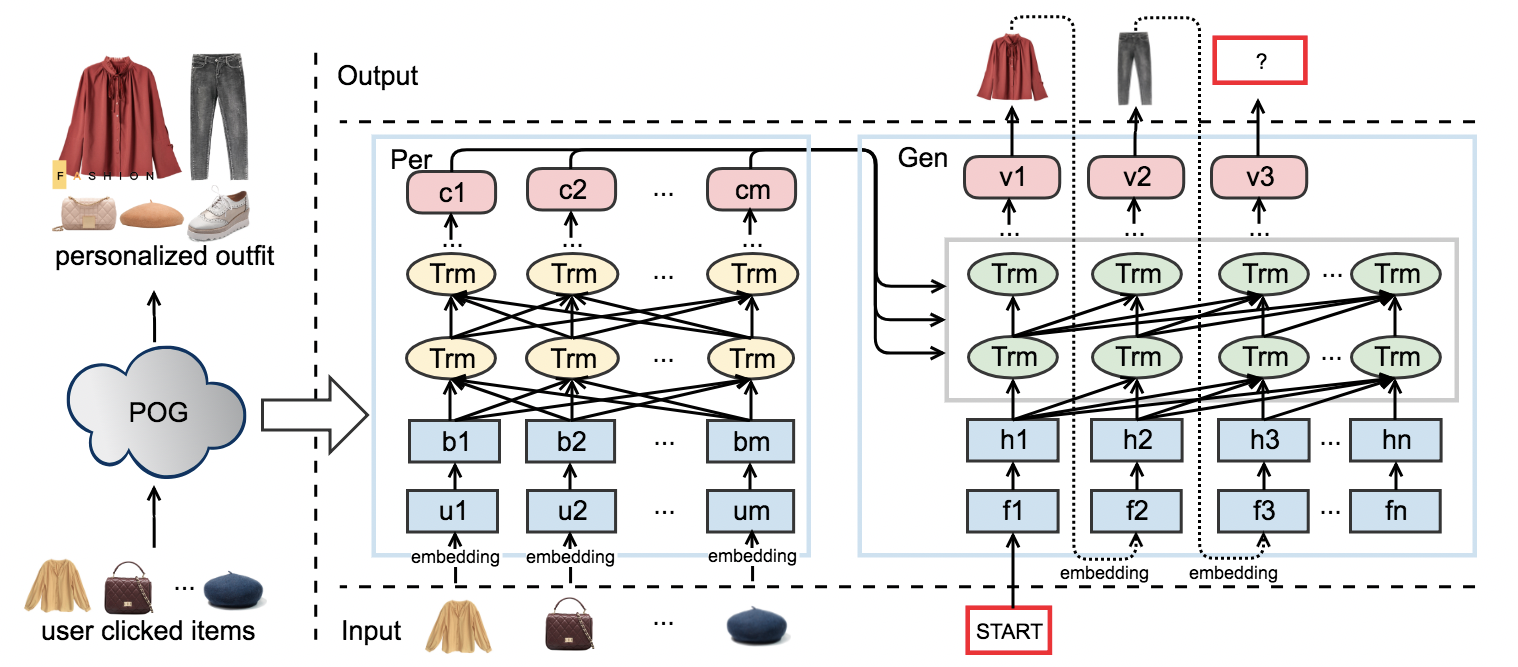 FASHION
personalized outfit
POG
user clicked items
Output
Per
c1 c2 ... cm
... ... ...
Trm Trm ... Trm
Trm Trm ... Trm
b1 b2 ... bm
u1 u2 ... um
embedding embedding embedding
Input ...
?
Gen
v1 v2 v3
... ... ...
Trm Trm Trm ... Trm
Trm Trm Trm ... Trm
h1 h2 h3 ... hn
f1 f2 f3 ... fn
embedding embedding
START
...